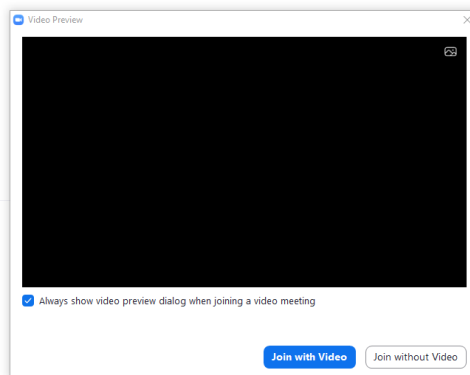 Video Preview
Always show video preview dialog when joining a video meeting
Join with Video
Join without Video